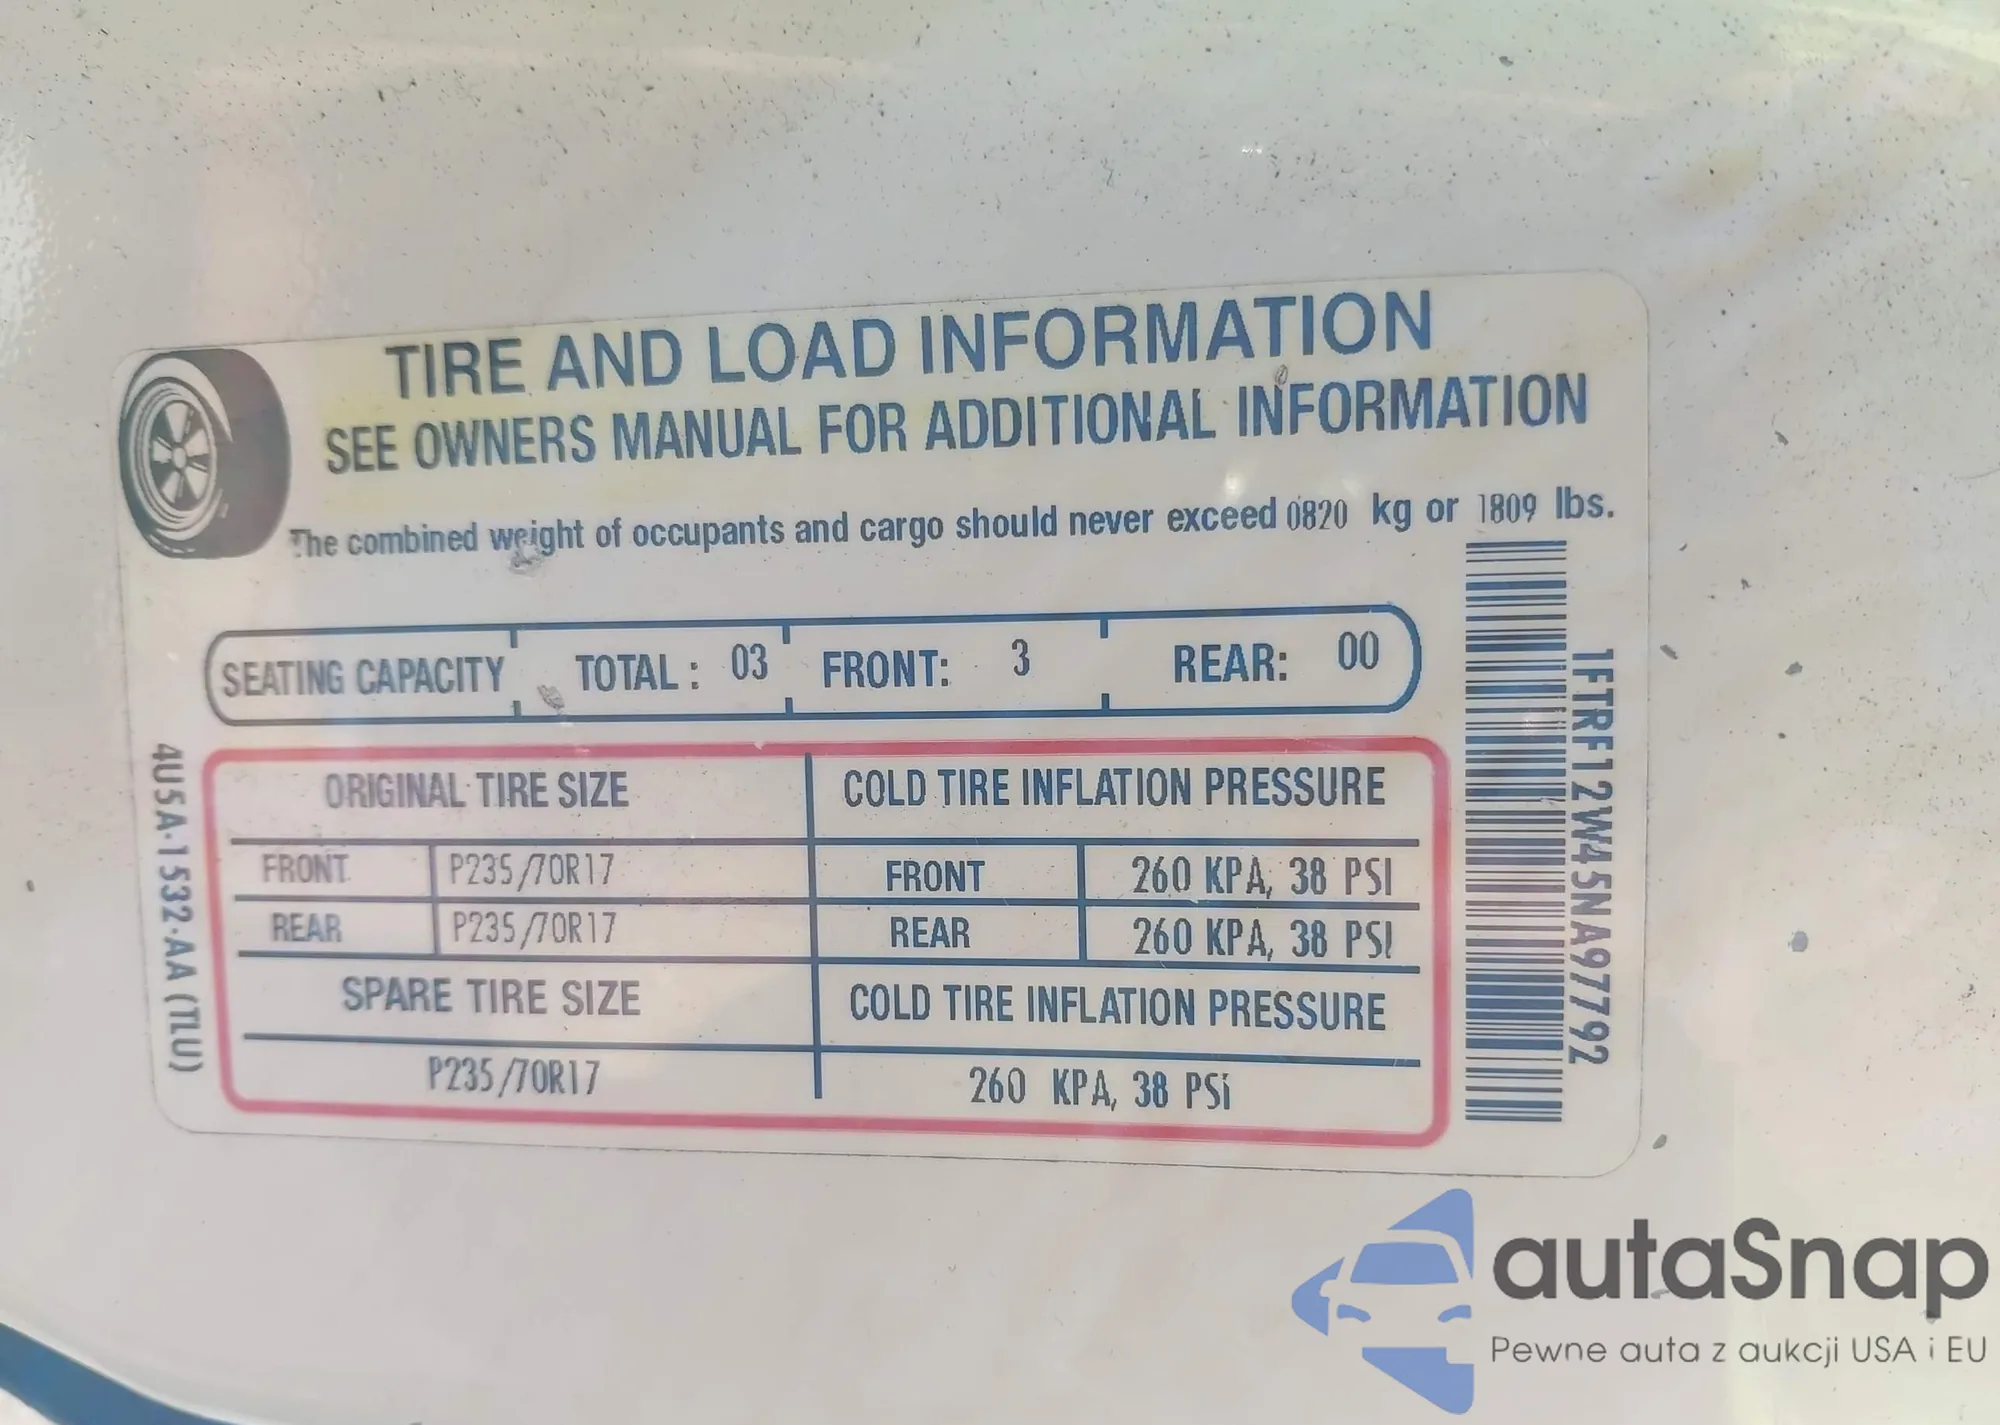 TIRE AND LOAD INFORMATION
SEE OWNERS MANUAL FOR ADDITIONAL INFORMATION
The combined weight of occupants and cargo should never exceed 0820 kg or 1809 lbs.
SEATING CAPACITY TOTAL : 03 FRONT: 3 REAR: 00
ORIGINAL TIRE SIZE COLD TIRE INFLATION PRESSURE
FRONT P235/70R17 FRONT 260 KPA, 38 PSI
REAR P235/70R17 REAR 260 KPA, 38 PSI
SPARE TIRE SIZE COLD TIRE INFLATION PRESSURE
P235/70R17 260 KPA, 38 PSi
4U5A-1532-AA (TLU)
1FTRF12W45NA97792
autaSnap
Pewne auta z aukcji USA i EU